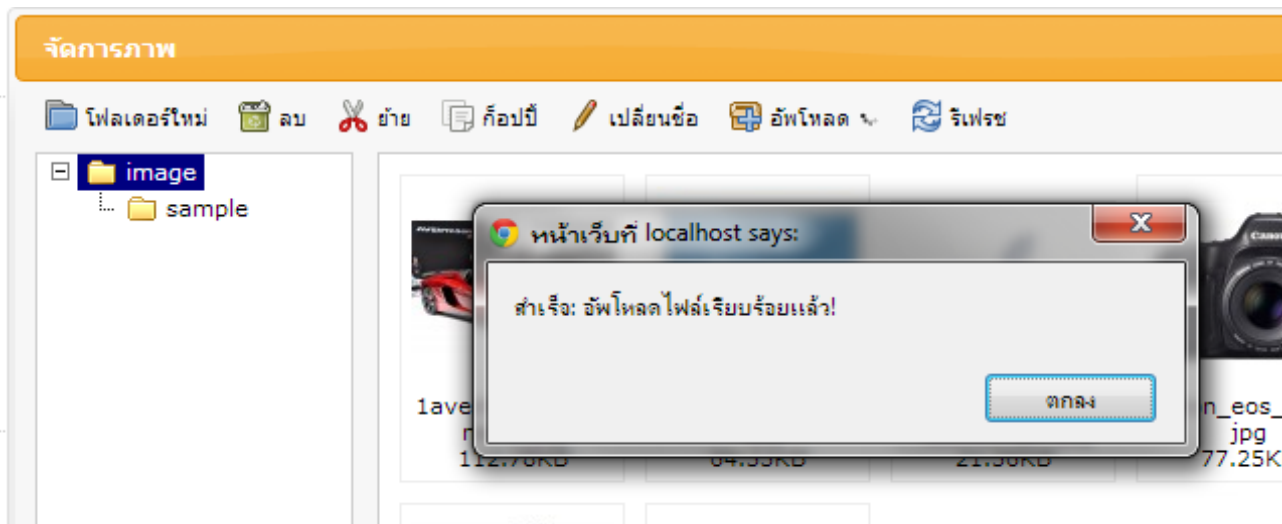 จัดการภาพ
โฟลเดอร์ใหม่ ลบ ย้าย ก็อปปี้ เปลี่ยนชื่อ อัพโหลด รีเฟรช
image
sample
หน้าเว็บที่ localhost says:
สำเร็จ: อัพโหลดไฟล์เรียบร้อยแล้ว!
ตกลง
1ave n_eos_
jpg
77.25K